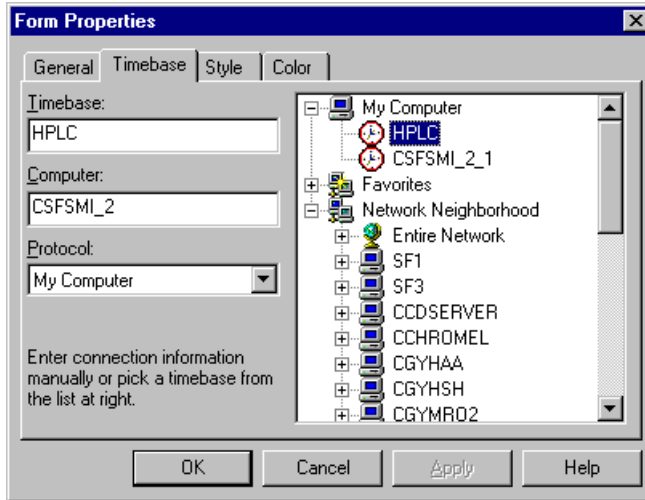 Form Properties
General Timebase Style Color
Timebase:
HPLC
Computer:
CSFSMI_2
Protocol:
My Computer
Enter connection information
manually or pick a timebase from
the list at right.
My Computer
HPLC
CSFSMI_2_1
Favorites
Network Neighborhood
Entire Network
SF1
SF3
CCDSERVER
CCHROMEL
CGYHAA
CGYHSH
CGYMRO2
OK Cancel Apply Help